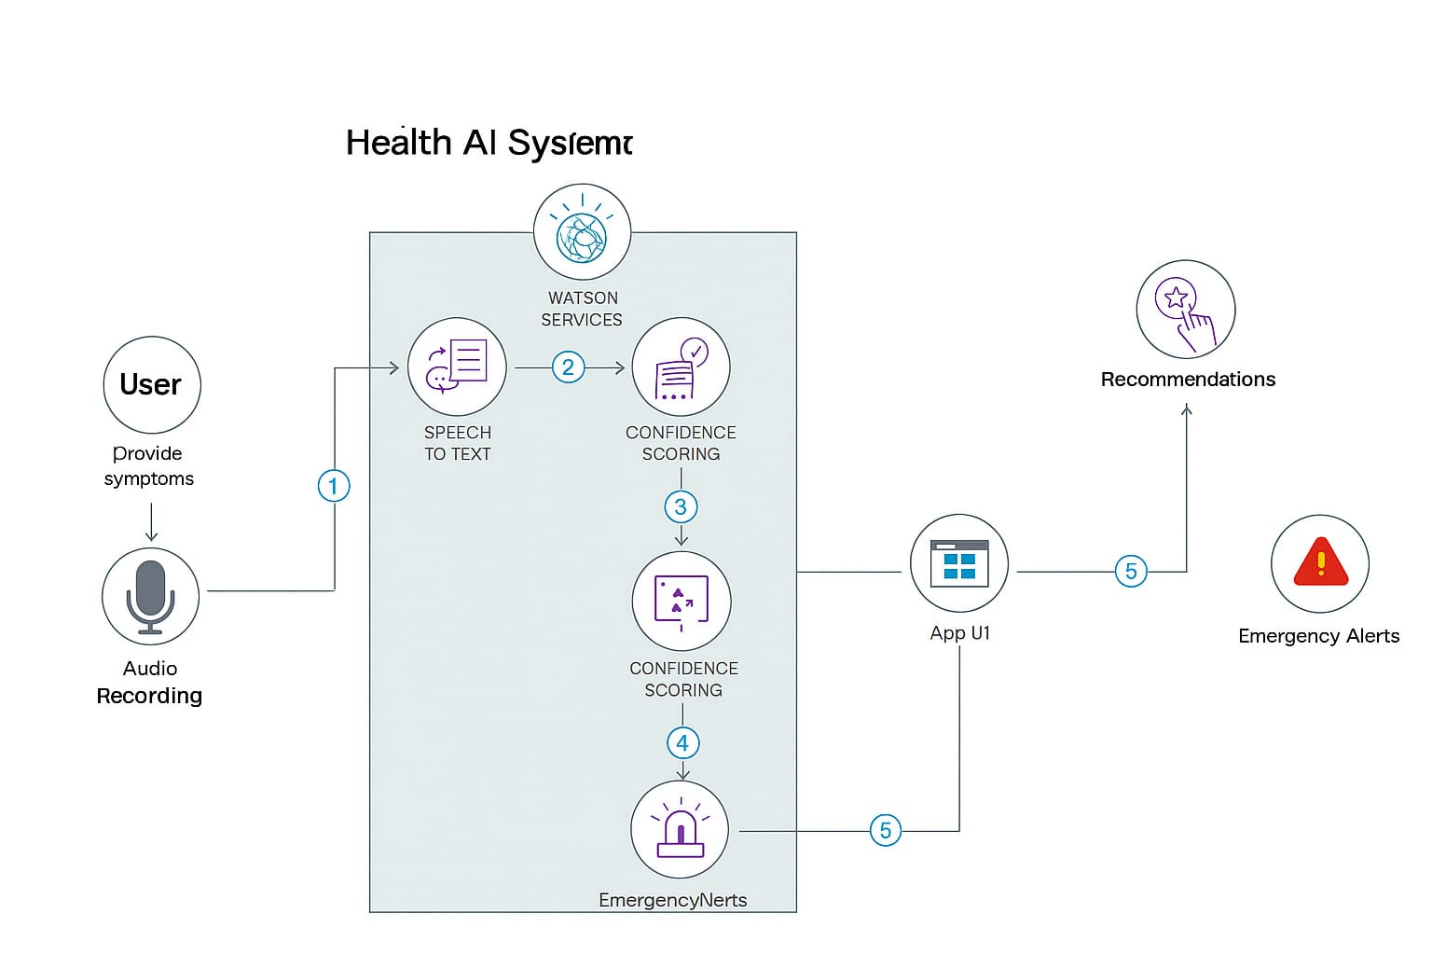 Health AI Systemτ
WATSON
SERVICES
User
Provide
symptoms
Audio
Recording
1
SPEECH
TO TEXT
2
CONFIDENCE
SCORING
3
CONFIDENCE
SCORING
4
EmergencyNerts
5
App U1
5
Recommendations
Emergency Alerts